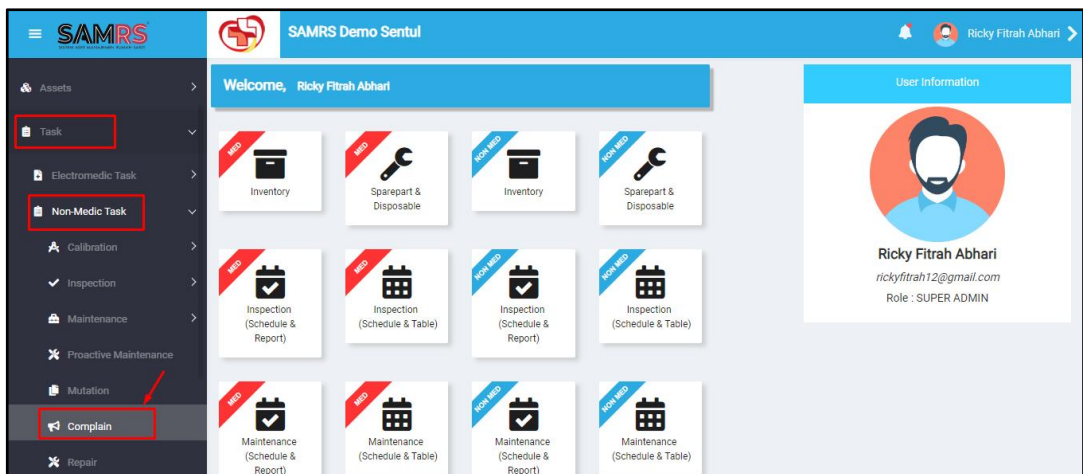 SAMRS
SAMRS Demo Sentul
Ricky Fitrah Abhari
Assets
Task
Electromedic Task
Non-Medic Task
Calibration
Inspection
Maintenance
Proactive Maintenance
Mutation
Complain
Repair
Welcome, Ricky Fitrah Abhari
MED
Inventory
MED
Sparepart &
Disposable
NON MED
Inventory
NON MED
Sparepart &
Disposable
MED
Inspection
(Schedule &
Report)
MED
Inspection
(Schedule & Table)
NON MED
Inspection
(Schedule &
Report)
NON MED
Inspection
(Schedule & Table)
MED
Maintenance
(Schedule &
Report)
MED
Maintenance
(Schedule & Table)
NON MED
Maintenance
(Schedule &
Report)
NON MED
Maintenance
(Schedule & Table)
User Information
Ricky Fitrah Abhari
rickyfitrah12@gmail.com
Role : SUPER ADMIN